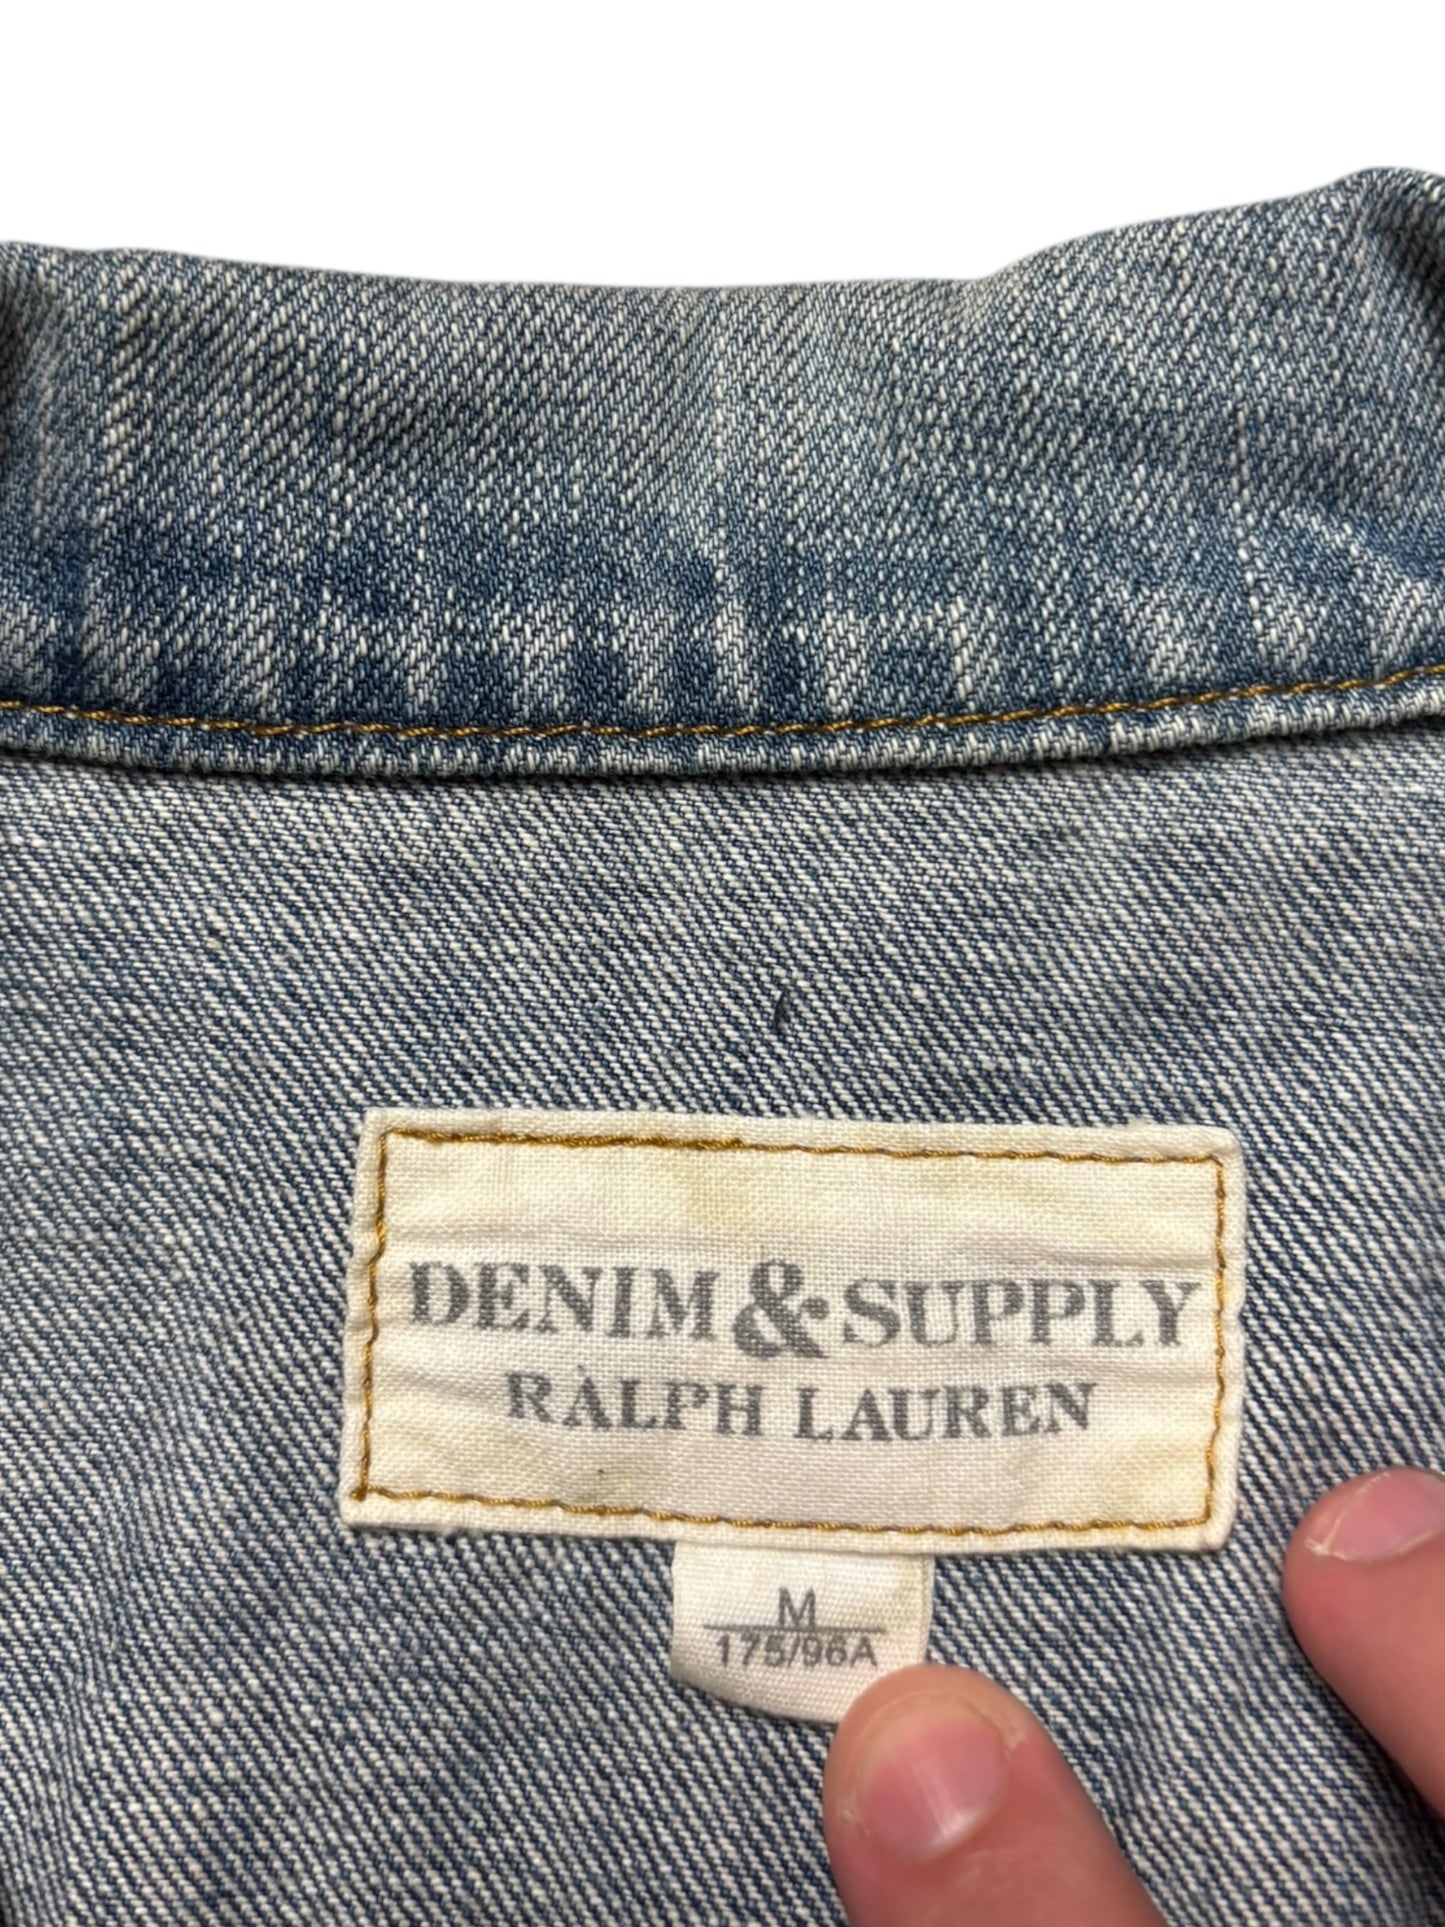 DENIM & SUPPLY
RALPH LAUREN
M
175/96A